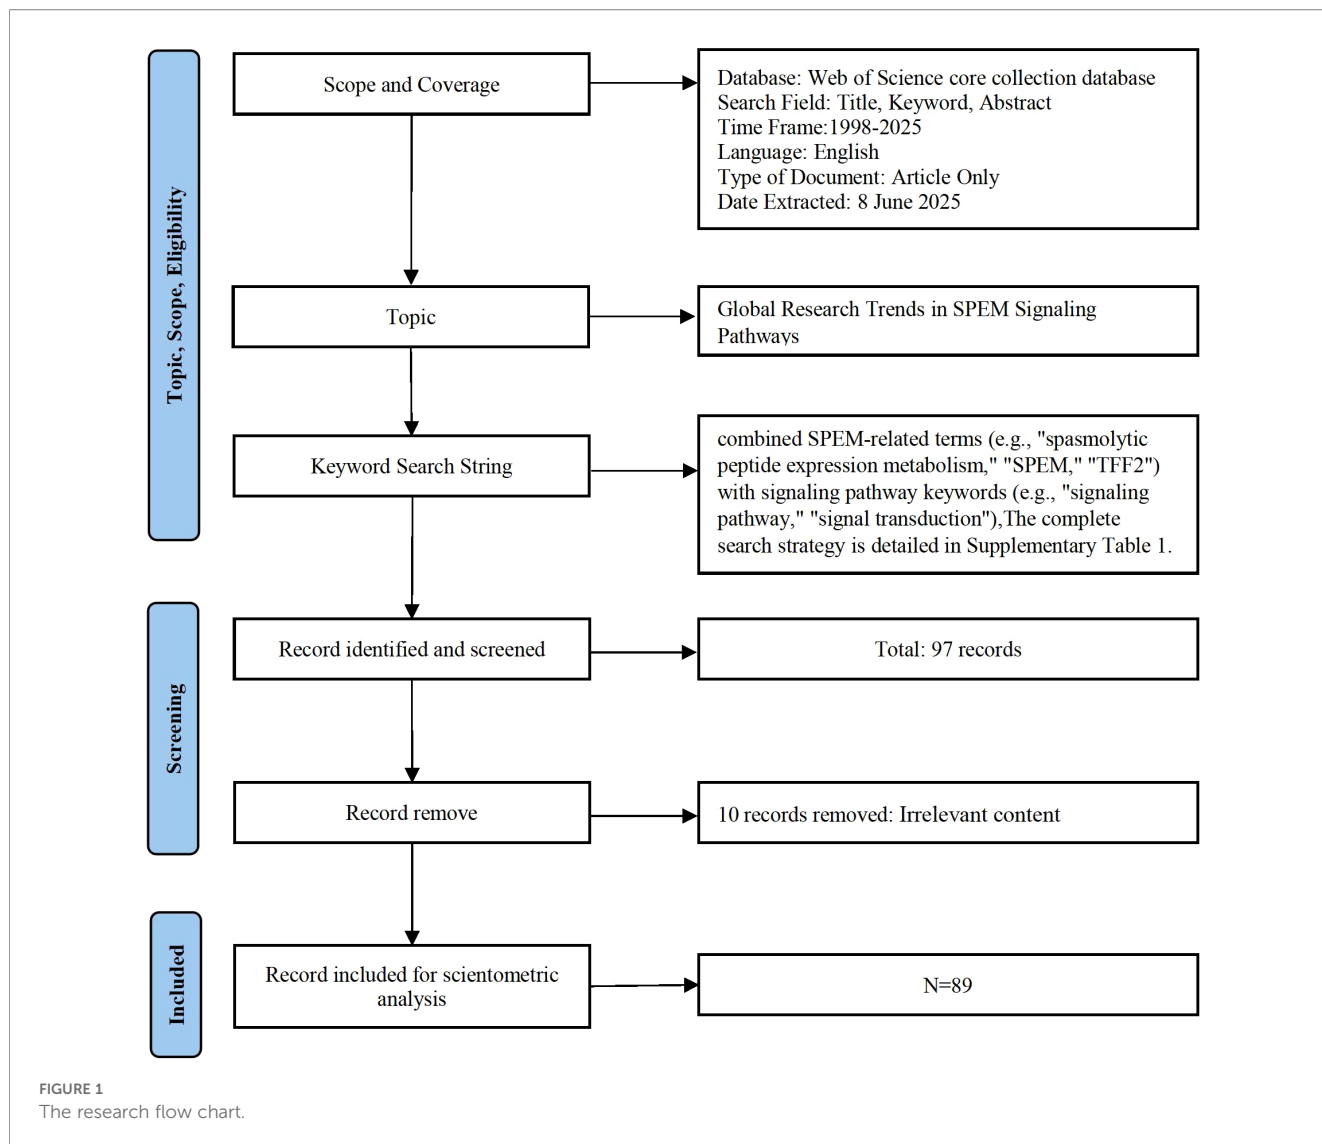 Topic, Scope, Eligibility
Scope and Coverage
Database: Web of Science core collection database
Search Field: Title, Keyword, Abstract
Time Frame:1998-2025
Language: English
Type of Document: Article Only
Date Extracted: 8 June 2025
Topic
Global Research Trends in SPEM Signaling
Pathways
Keyword Search String
combined SPEM-related terms (e.g., "spasmolytic
peptide expression metabolism," "SPEM," "TFF2")
with signaling pathway keywords (e.g., "signaling
pathway," "signal transduction"),The complete
search strategy is detailed in Supplementary Table 1.
Screening
Record identified and screened
Total: 97 records
Record remove
10 records removed: Irrelevant content
Included
Record included for scientometric
analysis
N=89
FIGURE 1
The research flow chart.